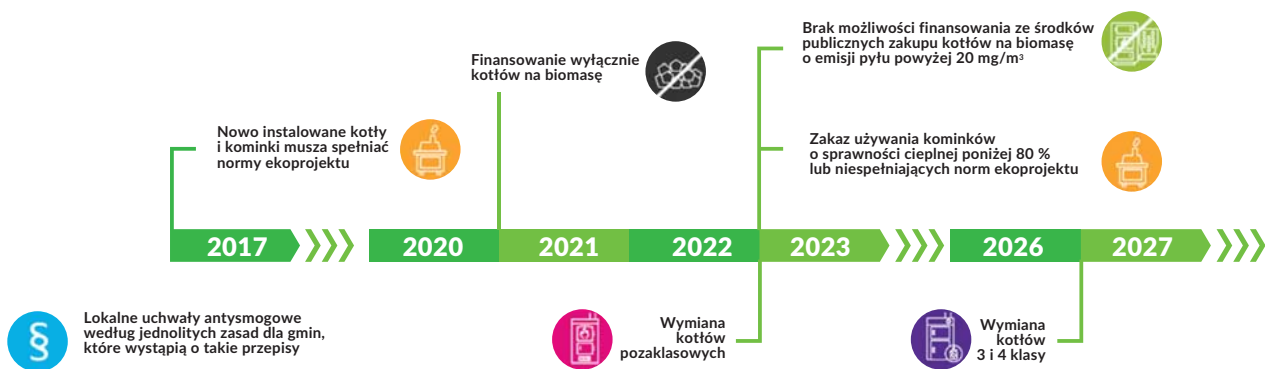 Brak możliwości finansowania ze środków
publicznych zakupu kotłów na biomasę
o emisji pyłu powyżej 20 mg/m³
Finansowanie wyłącznie
kotłów na biomasę
Nowo instalowane kotły
i kominki musza spełniać
normy ekoprojektu
Zakaz używania kominków
o sprawności cieplnej poniżej 80 %
lub niespełniających norm ekoprojektu
2017
2020
2021
2022
2023
2026
2027
§
Lokalne uchwały antysmogowe
według jednolitych zasad dla gmin,
które wystąpią o takie przepisy
Wymiana
kotłów
pozaklasowych
Wymiana
kotłów
3 i 4 klasy